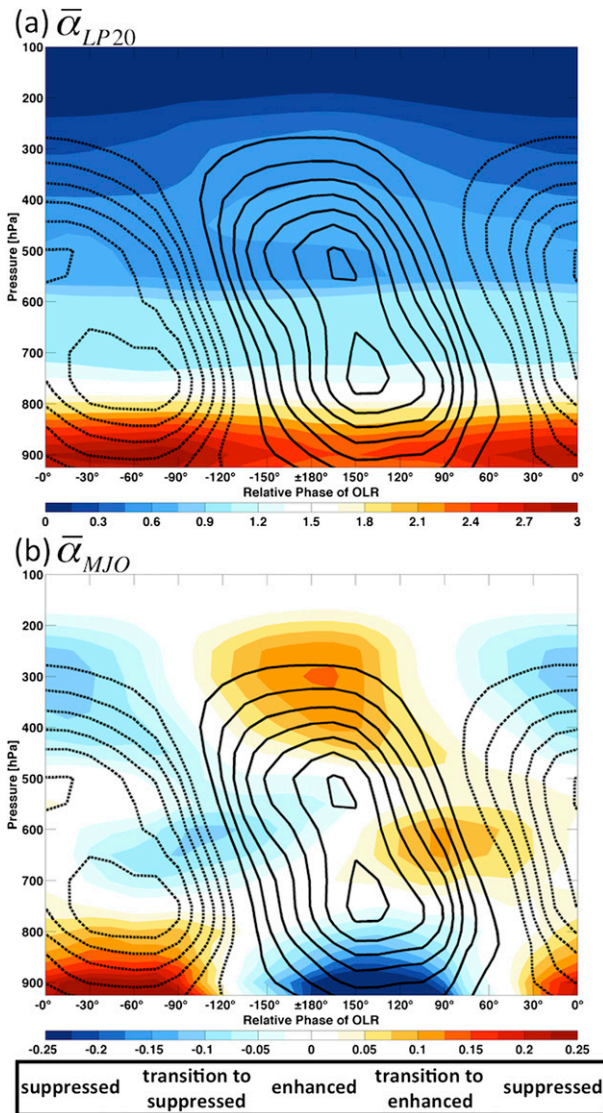 (a) α̅LP20
100
200
300
400
500
600
700
800
900
Pressure [hPa]
-0° -30° -60° -90° -120° -150° ±180° 150° 120° 90° 60° 30° 0°
Relative Phase of OLR
0 0.3 0.6 0.9 1.2 1.5 1.8 2.1 2.4 2.7 3
(b) α̅MJO
100
200
300
400
500
600
700
800
900
Pressure [hPa]
-0° -30° -60° -90° -120° -150° ±180° 150° 120° 90° 60° 30° 0°
Relative Phase of OLR
-0.25 -0.2 -0.15 -0.1 -0.05 0 0.05 0.1 0.15 0.2 0.25
suppressed transition to suppressed enhanced transition to enhanced suppressed